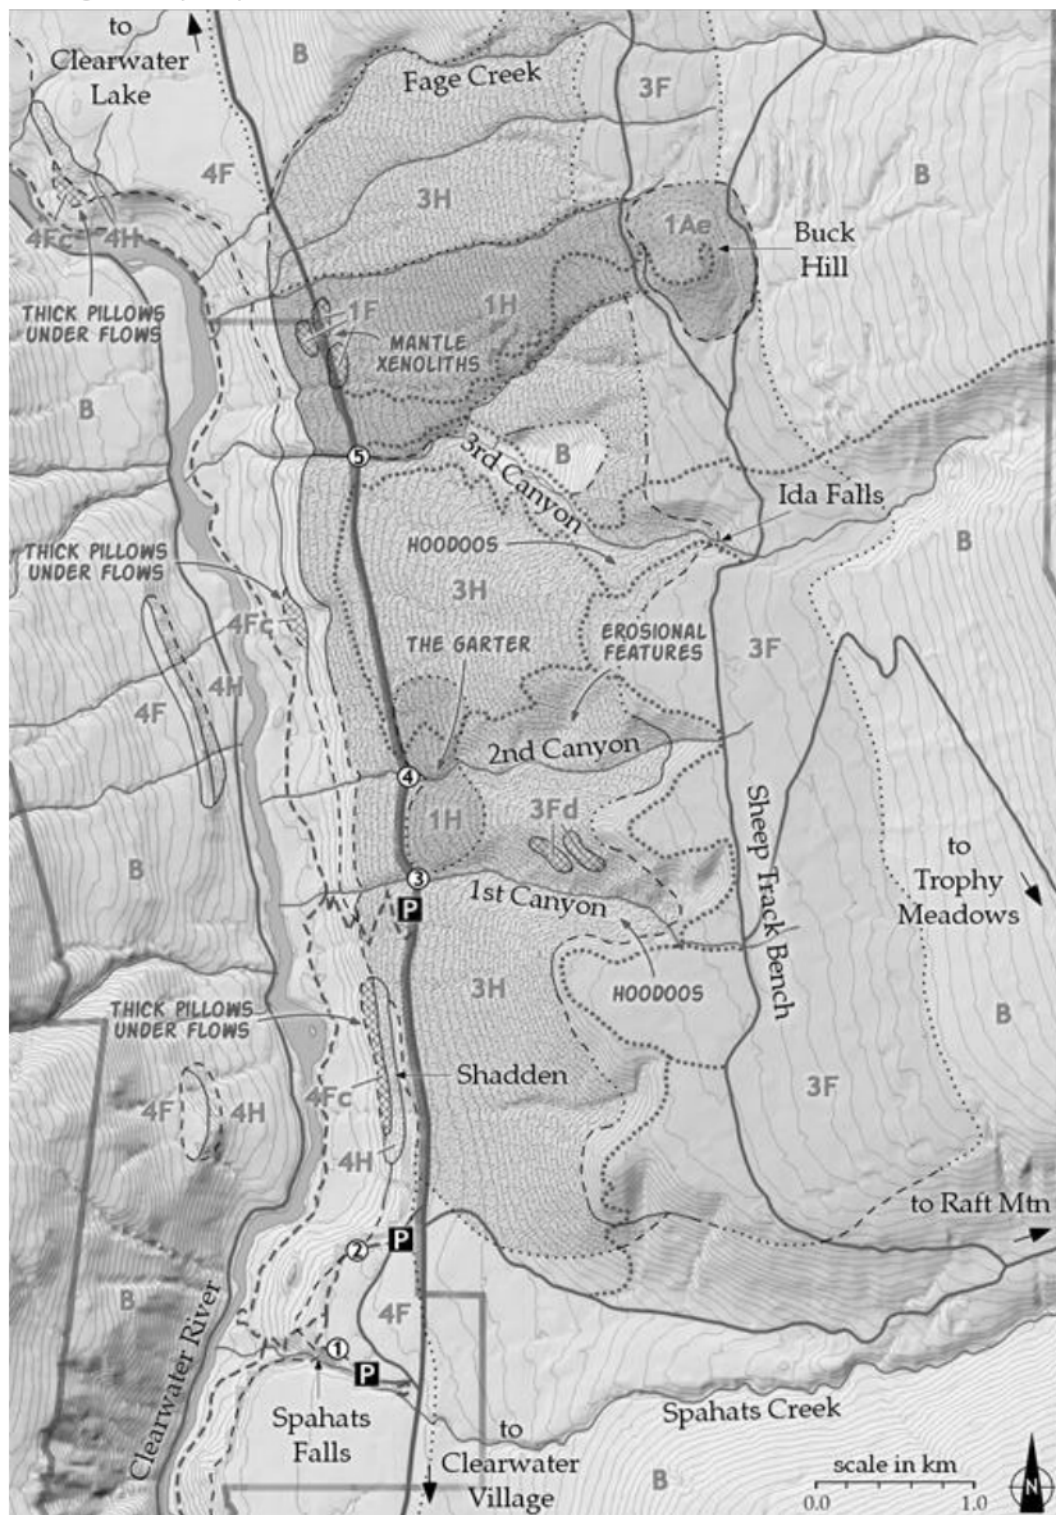 to
Clearwater
Lake
B
Fage Creek
3F
4F
B
3H
4Fc
4H
1Ae
Buck
Hill
THICK PILLOWS
UNDER FLOWS
1F
1H
MANTLE
XENOLITHS
B
5
3rd Canyon
B
Ida Falls
HOODOOS
B
THICK PILLOWS
UNDER FLOWS
3H
4Fc
THE GARTER
EROSIONAL
FEATURES
3F
4H
4F
2nd Canyon
4
1H
3Fd
Sheep Track Bench
B
to
Trophy
Meadows
3
P
1st Canyon
3H
HOODOOS
THICK PILLOWS
UNDER FLOWS
B
Shadden
4F
4H
4Fc
3F
4H
to Raft Mtn
2
P
B
4F
Clearwater River
1
P
Spahats
Falls
Spahats Creek
to
Clearwater
Village
B
scale in km
0.0
1.0
N